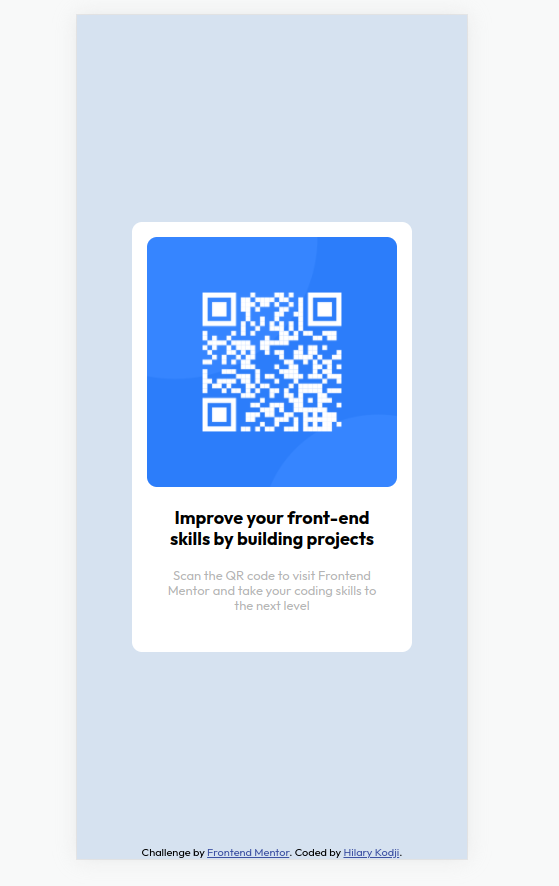 Improve your front-end
skills by building projects
Scan the QR code to visit Frontend
Mentor and take your coding skills to
the next level
Challenge by Frontend Mentor. Coded by Hilary Kodji.